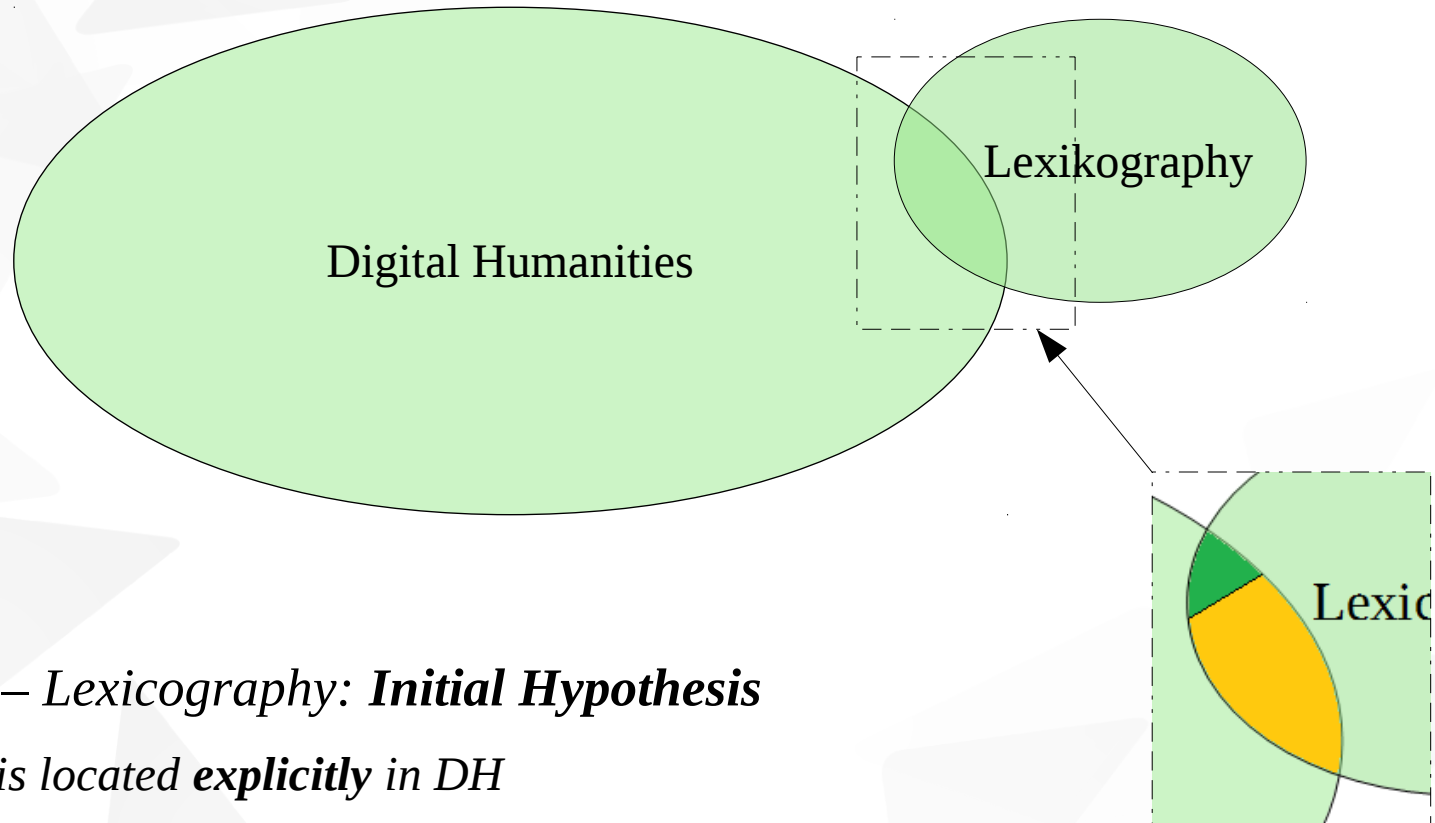 Lexikography
Digital Humanities
Lexic
– Lexicography: Initial Hypothesis
is located explicitly in DH